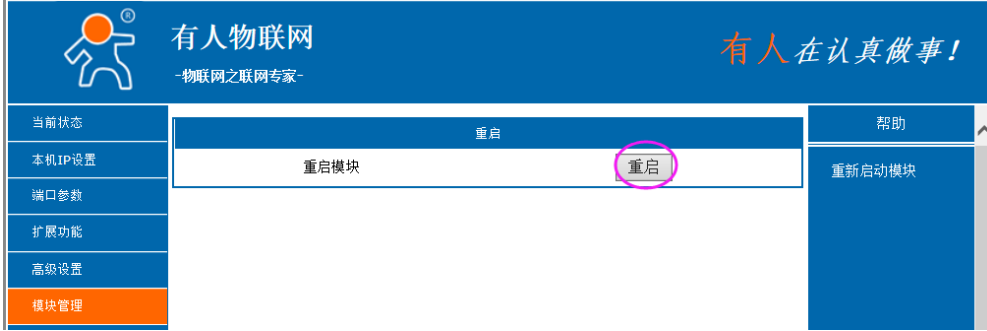 ®
有人物联网
-物联网之联网专家-
有人在认真做事!
当前状态
本机IP设置
端口参数
扩展功能
高级设置
模块管理
重启
重启模块
重启
帮助
重新启动模块